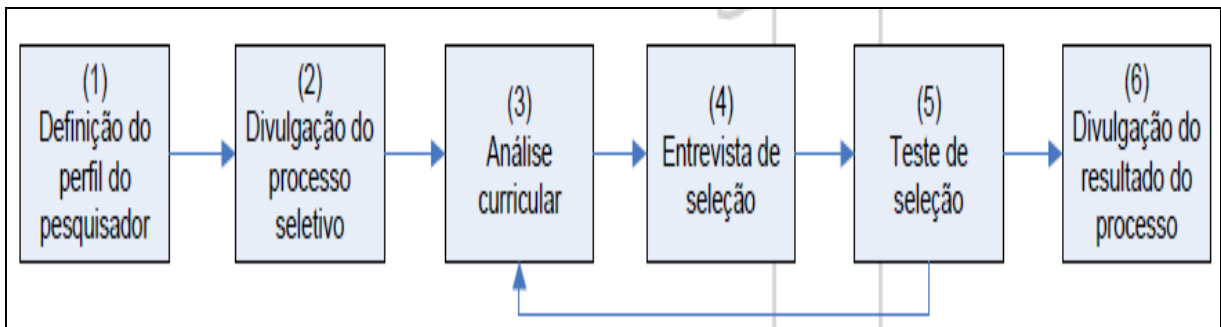 (1)
Definição do
perfil do
pesquisador
(2)
Divulgação do
processo
seletivo
(3)
Análise
curricular
(4)
Entrevista de
seleção
(5)
Teste de
seleção
(6)
Divulgação do
resultado do
processo